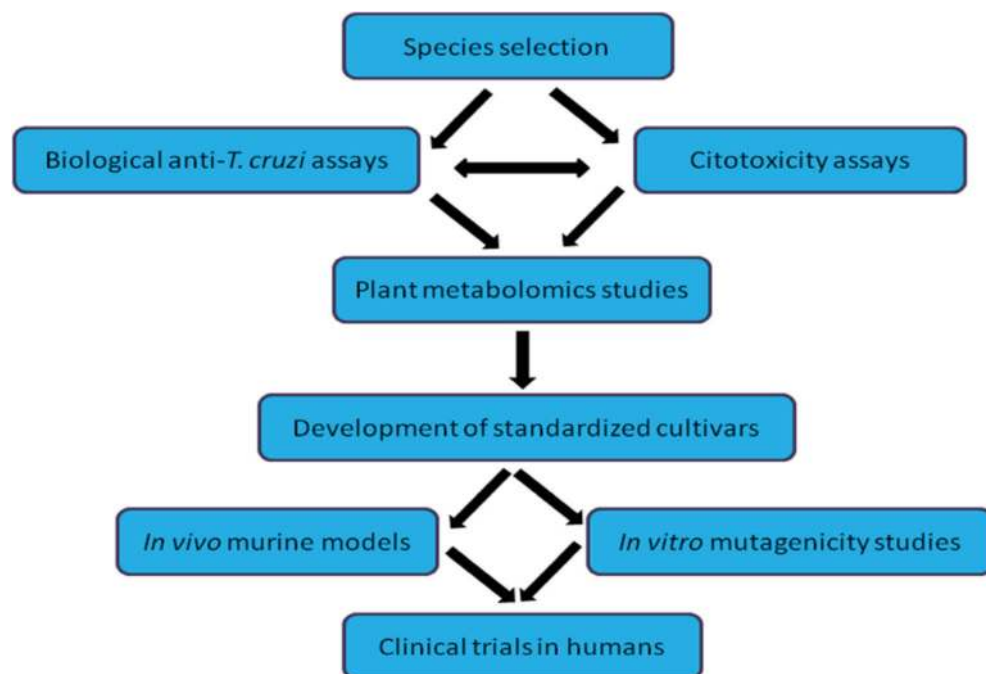 Species selection
Biological anti-T. cruzi assays
Citotoxicity assays
Plant metabolomics studies
Development of standardized cultivars
In vivo murine models
In vitro mutagenicity studies
Clinical trials in humans